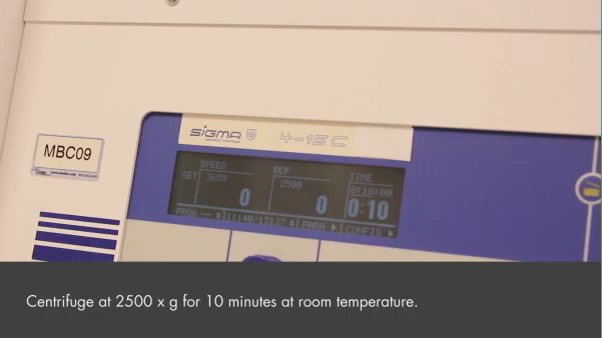 SIGMA 4-15C
MBC09
SPEED RCF TIME
SET 3659 2500 0:10:00
0 0 0:10
PARA CONFIG
Centrifuge at 2500 x g for 10 minutes at room temperature.